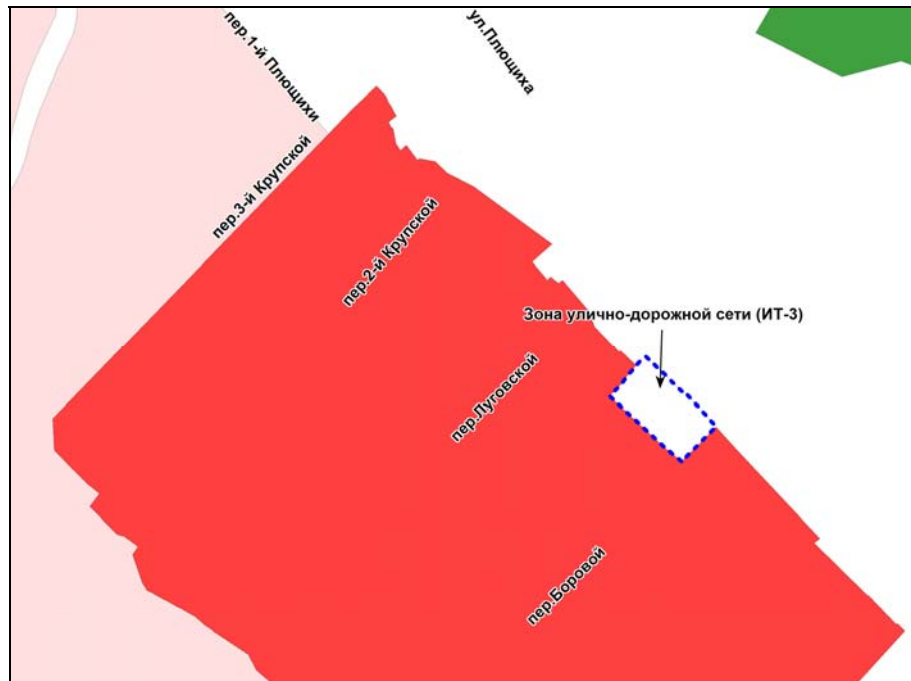 пер.1-й Плющихи
ул.Плющиха
пер.3-й Крупской
пер.2-й Крупской
Зона улично-дорожной сети (ИТ-3)
пер.Луговской
пер.Боровой